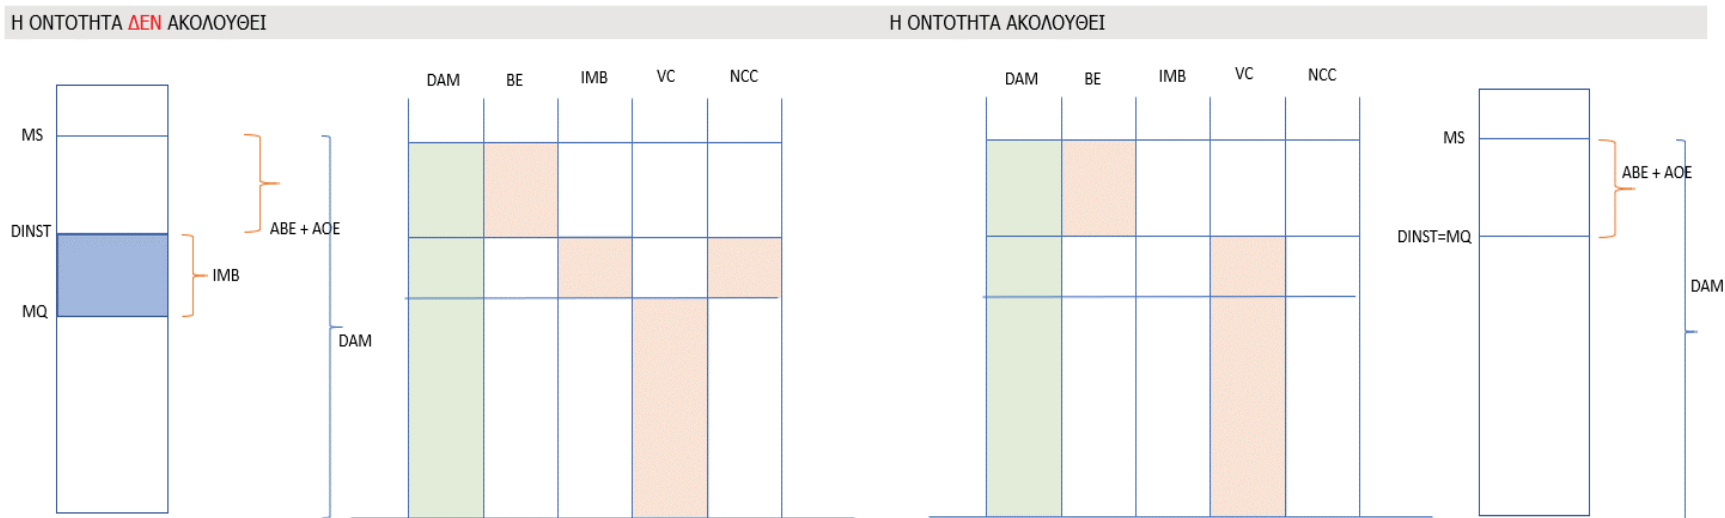 Η ΟΝΤΟΤΗΤΑ ΔΕΝ ΑΚΟΛΟΥΘΕΙ
DAM BE IMB VC NCC
MS
DINST
ABE + AOE
IMB
MQ
DAM
Η ΟΝΤΟΤΗΤΑ ΑΚΟΛΟΥΘΕΙ
DAM BE IMB VC NCC
MS
ABE + AOE
DINST=MQ
DAM